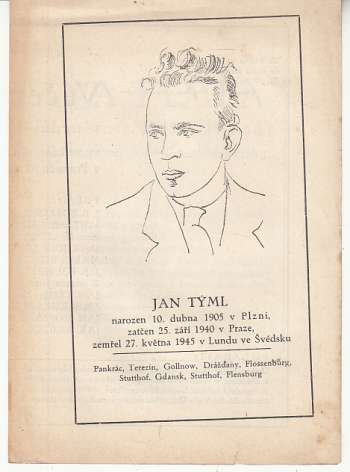 JAN TÝML
narozen 10. dubna 1905 v Plzni,
zatčen 25. září 1940 v Praze,
zemřel 27. května 1945 v Lundu ve Švédsku
Pankrác, Terezín, Gollnow, Drážďany, Flossenbürg,
Stutthof, Gdansk, Stutthof, Flensburg